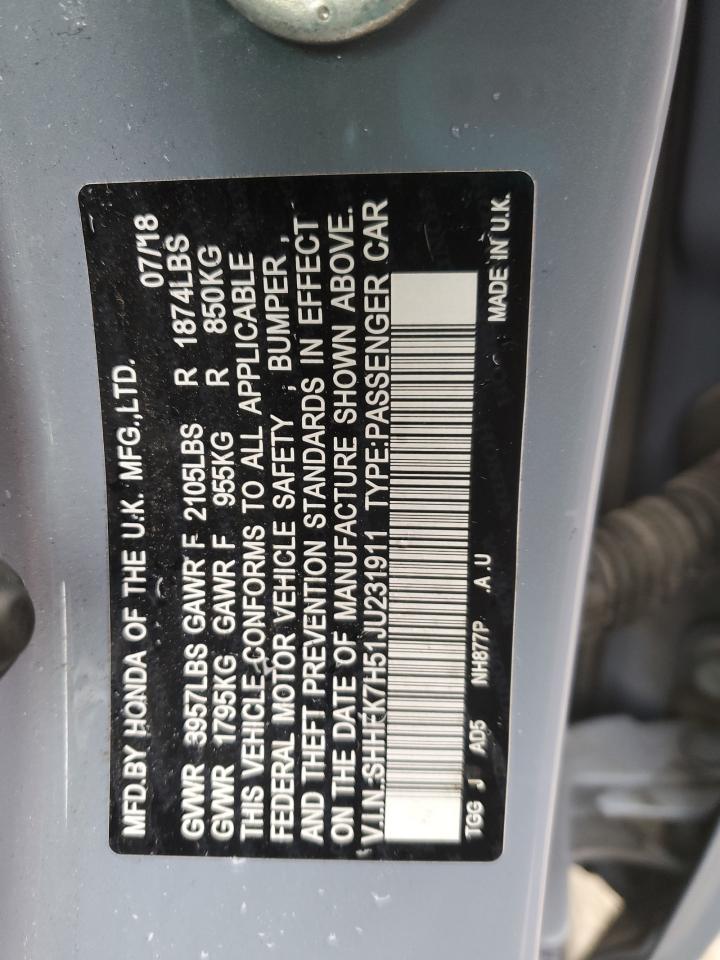 MFD.BY HONDA OF THE U.K. MFG.,LTD. 07/18
GVWR 3957LBS GAWR F 2105LBS R 1874LBS
GVWR 1795KG GAWR F 955KG R 850KG
THIS VEHICLE CONFORMS TO ALL APPLICABLE
FEDERAL MOTOR VEHICLE SAFETY , BUMPER ,
AND THEFT PREVENTION STANDARDS IN EFFECT
ON THE DATE OF MANUFACTURE SHOWN ABOVE.
V.I.N.:SHHFK7H51JU231911 TYPE:PASSENGER CAR
TGG J AD5 NH877P .A .U MADE IN U.K.